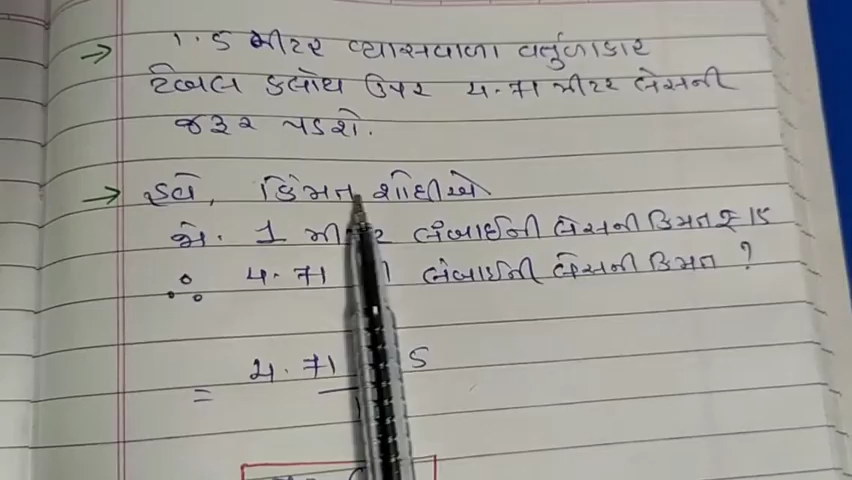 → 1.5 મીટર વ્યાસવાળા વર્તુળાકાર
ટેબલ ક્લોથ ઉપર 4.71 મીટર લેસની
જરૂર પડશે.
→ હવે, કિંમત શોધીએ
જો. 1 મીટર લંબાઈની લેસની કિંમત ₹ 15
∴ 4.71 લંબાઈની લેસની કિંમત ?
= 4.71 5